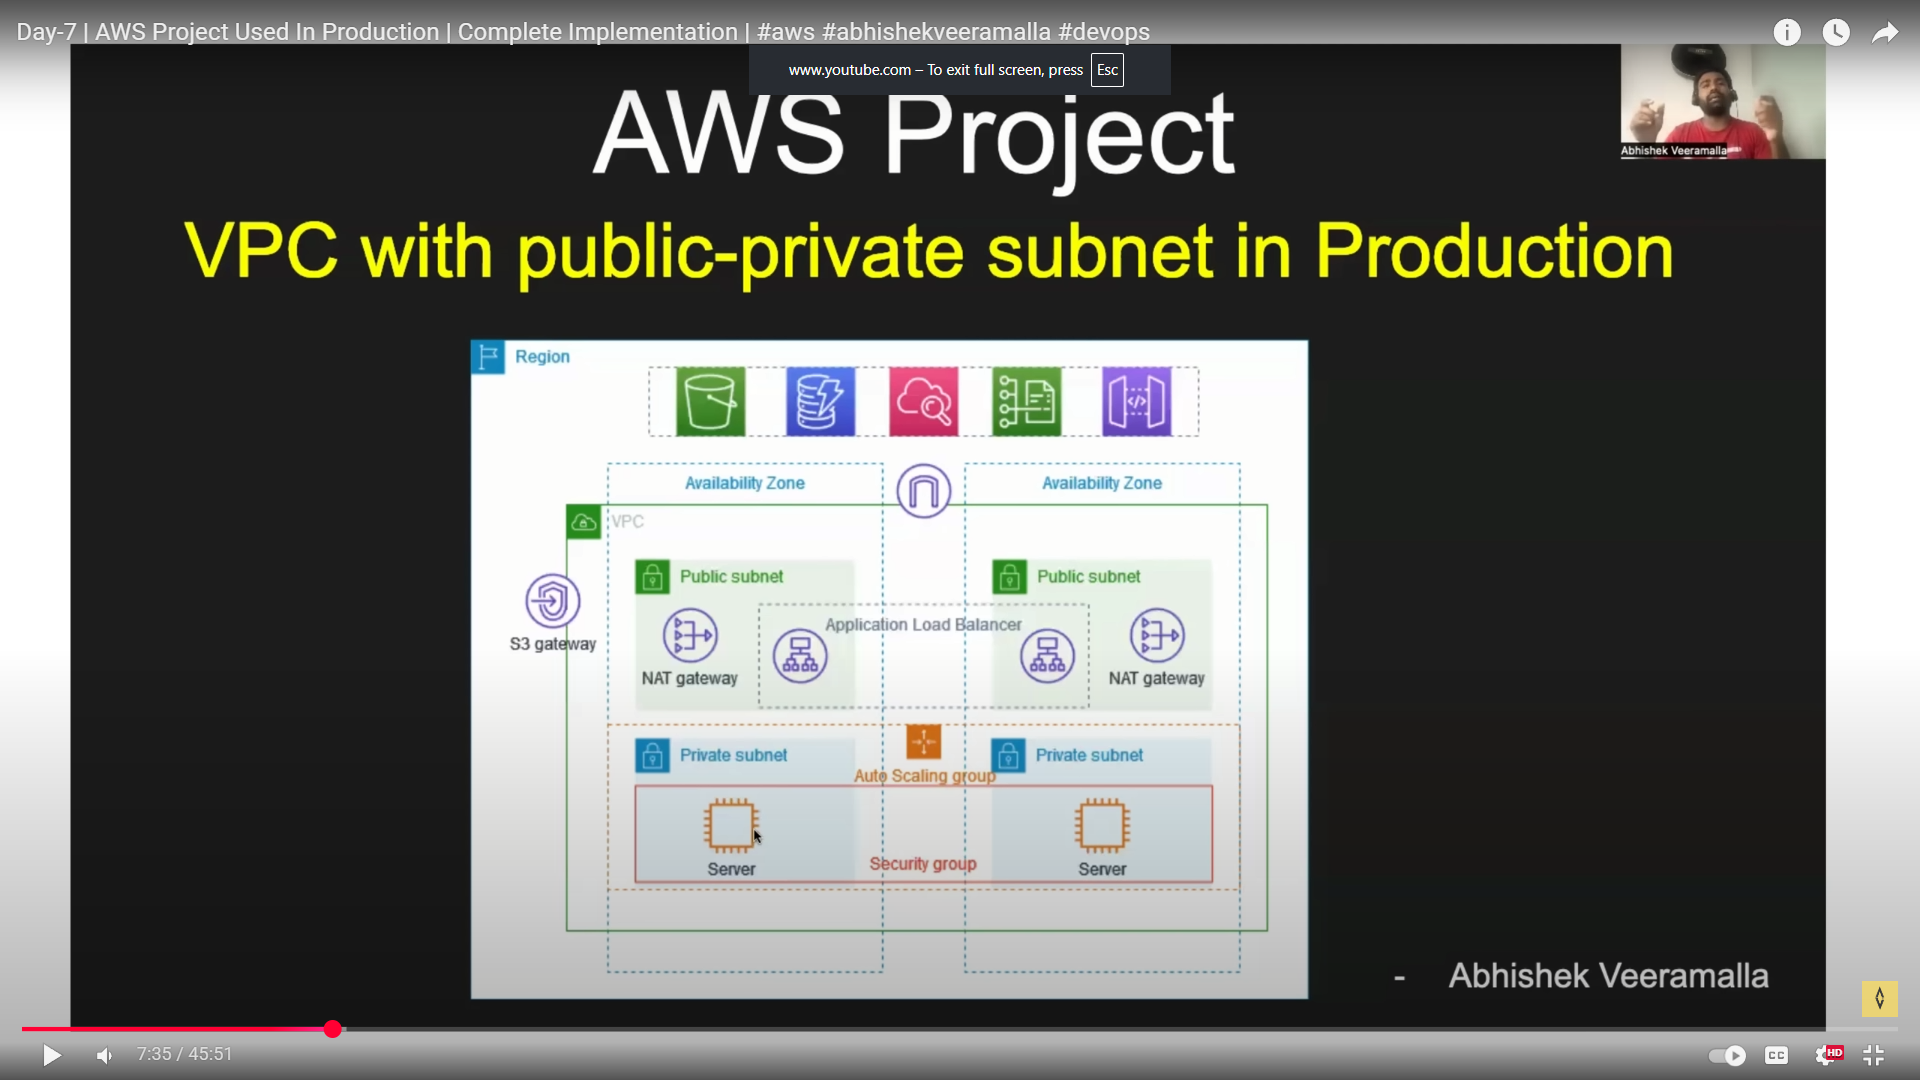 Day-7 | AWS Project Used In Production | Complete Implementation | #aws #abhishekveeramalla #devops
www.youtube.com – To exit full screen, press Esc
AWS Project
Abhishek Veeramalla
VPC with public-private subnet in Production
Region
Availability Zone
Availability Zone
VPC
Public subnet
Public subnet
S3 gateway
Application Load Balancer
NAT gateway
NAT gateway
Private subnet
Private subnet
Auto Scaling group
Server
Security group
Server
- Abhishek Veeramalla
7:35 / 45:51
CC
HD